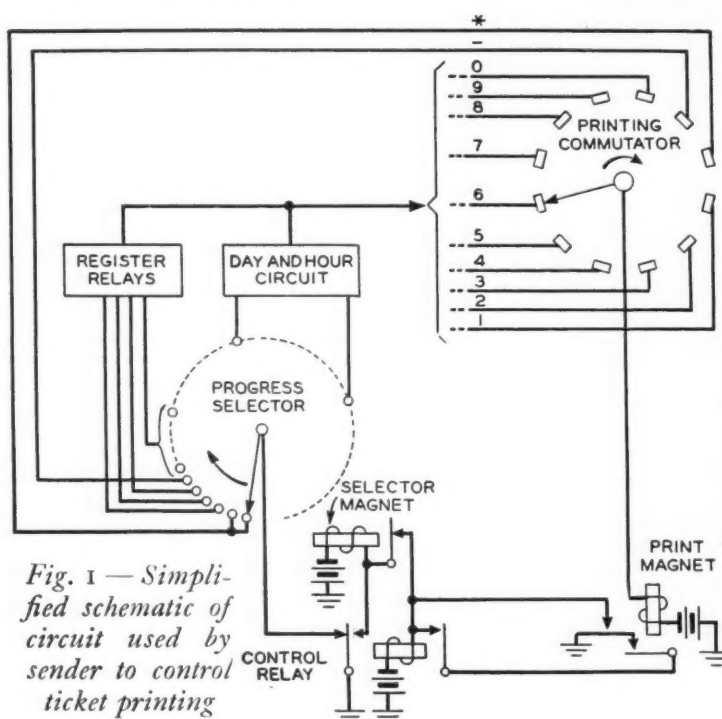 *
–
0
9
8
7
6
5
4
3
2
1
PRINTING
COMMUTATOR
REGISTER
RELAYS
DAY AND HOUR
CIRCUIT
PROGRESS
SELECTOR
SELECTOR
MAGNET
PRINT
MAGNET
CONTROL
RELAY
Fig. 1 — Simpli-
fied schematic of
circuit used by
sender to control
ticket printing